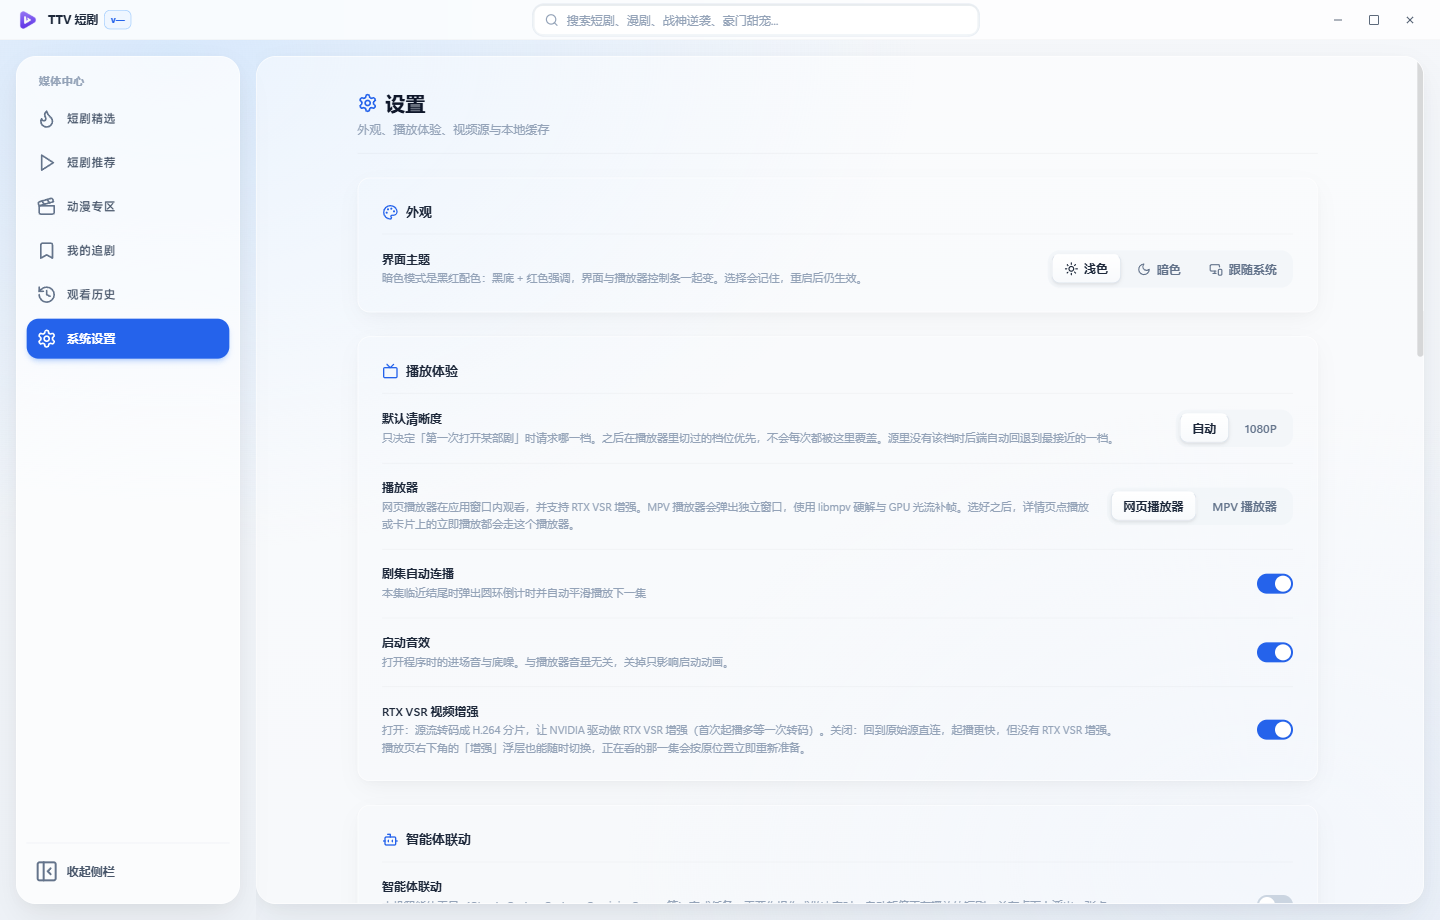 TTV 短剧 v—
搜索短剧、漫剧、战神逆袭、豪门甜宠...
媒体中心
短剧精选
短剧推荐
动漫专区
我的追剧
观看历史
系统设置
收起侧栏
设置
外观、播放体验、视频源与本地缓存
外观
界面主题
暗色模式是黑红配色：黑底 + 红色强调，界面与播放器控制条一起变。选择会记住，重启后仍生效。
浅色 暗色 跟随系统
播放体验
默认清晰度
只决定「第一次打开某部剧」时请求哪一档。之后在播放器里切过的档位优先，不会每次都被这里覆盖。源里没有该档时后端自动回退到最接近的一档。
自动 1080P
播放器
网页播放器在应用窗口内观看，并支持 RTX VSR 增强。MPV 播放器会弹出独立窗口，使用 libmpv 硬解与 GPU 光流补帧。选好之后，详情页点播放
或卡片上的立即播放都会走这个播放器。
网页播放器 MPV 播放器
剧集自动连播
本集临近结尾时弹出圆环倒计时并自动平滑播放下一集
启动音效
打开程序时的进场音与底噪。与播放器音量无关，关掉只影响启动动画。
RTX VSR 视频增强
打开：源流转码成 H.264 分片，让 NVIDIA 驱动做 RTX VSR 增强（首次起播多等一次转码）。关闭：回到原始源直连，起播更快，但没有 RTX VSR 增强。
播放页右下角的「增强」浮层也能随时切换，正在看的那一集会按原位置立即重新准备。
智能体联动
智能体联动